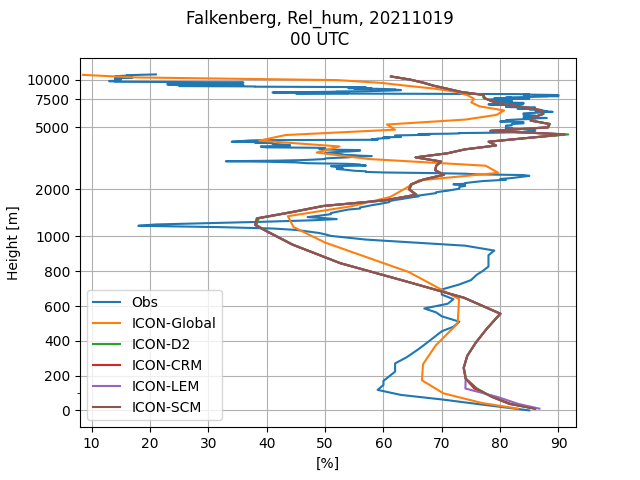 Falkenberg, Rel_hum, 20211019
00 UTC
Height [m]
10000
7500
5000
2000
1000
800
600
400
200
0
Obs
ICON-Global
ICON-D2
ICON-CRM
ICON-LEM
ICON-SCM
10 20 30 40 50 60 70 80 90
[%]